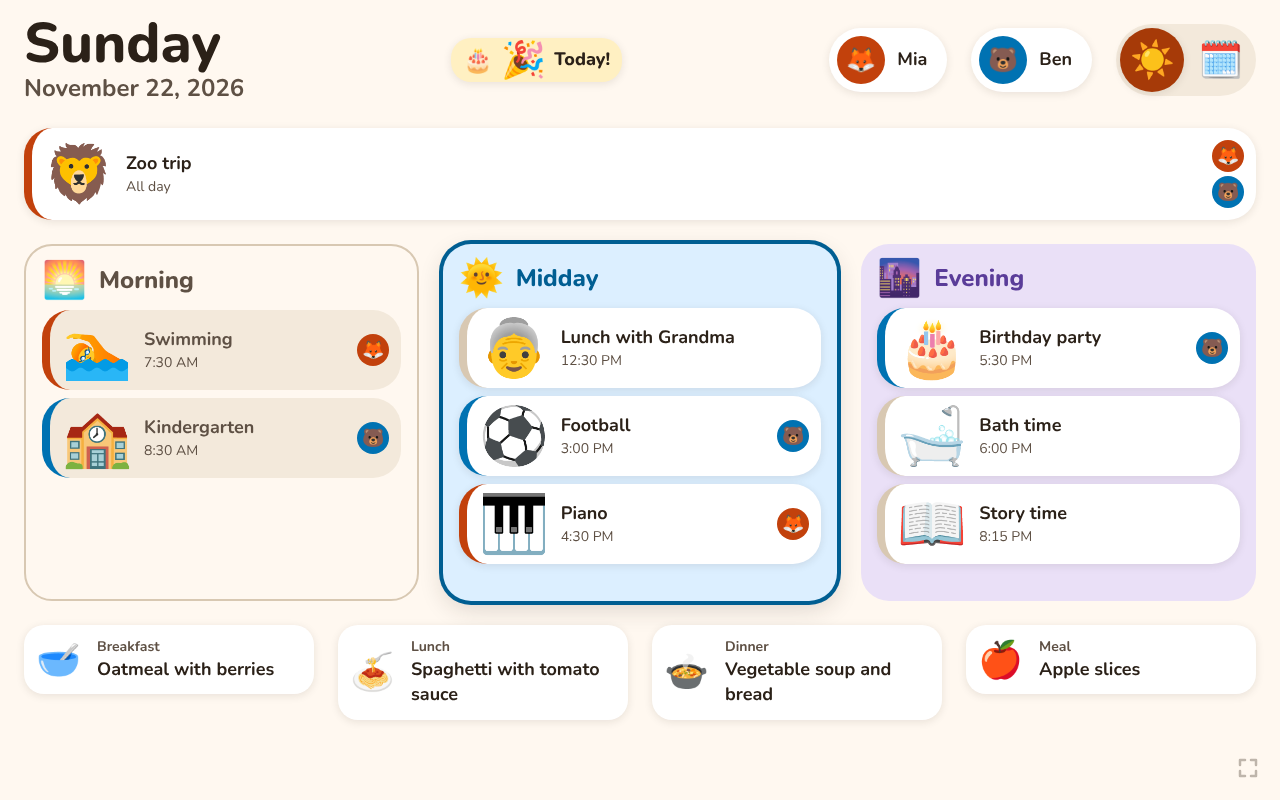 Sunday
November 22, 2026
Today!
Mia
Ben
Zoo trip
All day
Morning
Swimming
7:30 AM
Kindergarten
8:30 AM
Midday
Lunch with Grandma
12:30 PM
Football
3:00 PM
Piano
4:30 PM
Evening
Birthday party
5:30 PM
Bath time
6:00 PM
Story time
8:15 PM
Breakfast
Oatmeal with berries
Lunch
Spaghetti with tomato
sauce
Dinner
Vegetable soup and
bread
Meal
Apple slices